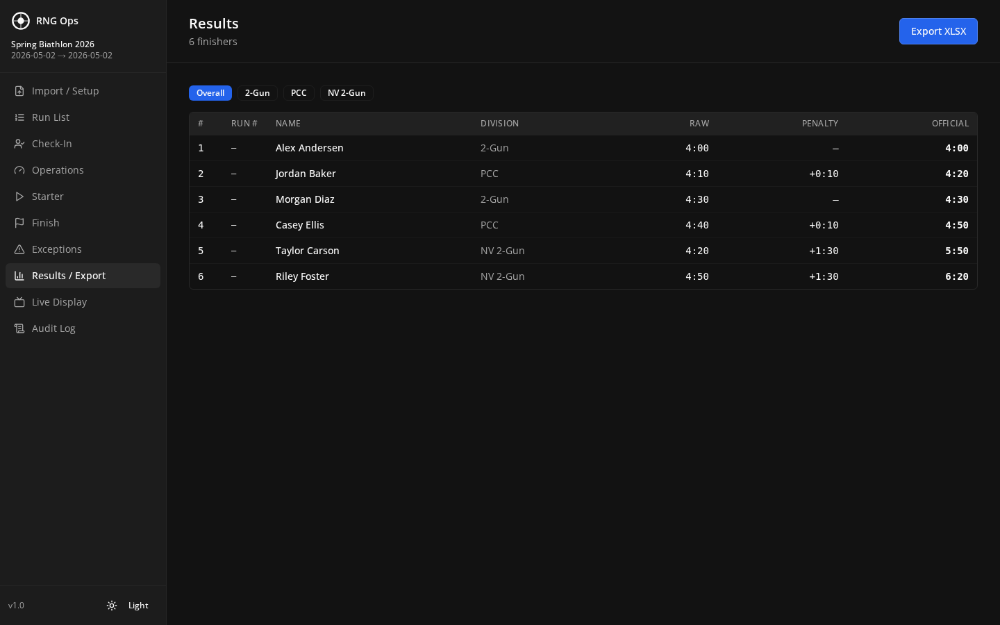 RNG Ops
Spring Biathlon 2026
2026-05-02 → 2026-05-02
Import / Setup
Run List
Check-In
Operations
Starter
Finish
Exceptions
Results / Export
Live Display
Audit Log
v1.0
Light
Results
6 finishers
Export XLSX
Overall 2-Gun PCC NV 2-Gun
# RUN # NAME DIVISION RAW PENALTY OFFICIAL
1 – Alex Andersen 2-Gun 4:00 — 4:00
2 – Jordan Baker PCC 4:10 +0:10 4:20
3 – Morgan Diaz 2-Gun 4:30 — 4:30
4 – Casey Ellis PCC 4:40 +0:10 4:50
5 – Taylor Carson NV 2-Gun 4:20 +1:30 5:50
6 – Riley Foster NV 2-Gun 4:50 +1:30 6:20